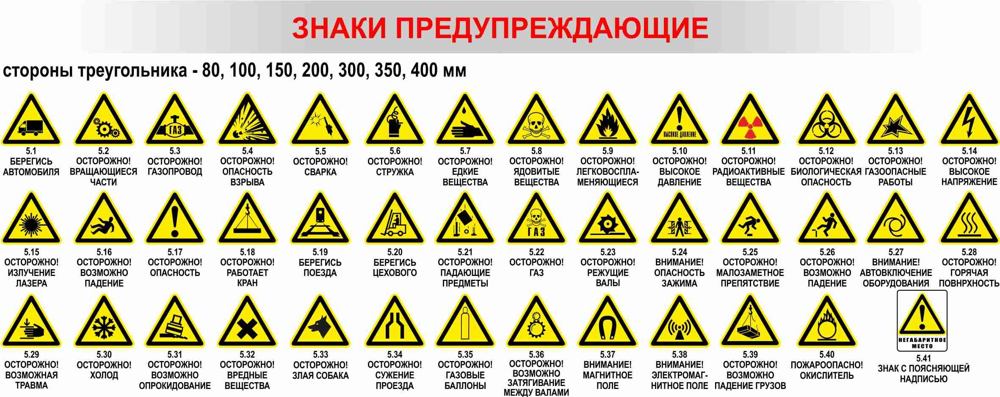 ЗНАКИ ПРЕДУПРЕЖДАЮЩИЕ
стороны треугольника - 80, 100, 150, 200, 300, 350, 400 мм
5.1
БЕРЕГИСЬ
АВТОМОБИЛЯ
5.2
ОСТОРОЖНО!
ВРАЩАЮЩИЕСЯ
ЧАСТИ
ГАЗ
5.3
ОСТОРОЖНО!
ГАЗОПРОВОД
5.4
ОСТОРОЖНО!
ОПАСНОСТЬ
ВЗРЫВА
5.5
ОСТОРОЖНО!
СВАРКА
5.6
ОСТОРОЖНО!
СТРУЖКА
5.7
ОСТОРОЖНО!
ЕДКИЕ
ВЕЩЕСТВА
5.8
ОСТОРОЖНО!
ЯДОВИТЫЕ
ВЕЩЕСТВА
5.9
ОСТОРОЖНО!
ЛЕГКОВОСПЛА-
МЕНЯЮЩИЕСЯ
ВЫСОКОЕ ДАВЛЕНИЕ
5.10
ОСТОРОЖНО!
ВЫСОКОЕ
ДАВЛЕНИЕ
5.11
ОСТОРОЖНО!
РАДИОАКТИВНЫЕ
ВЕЩЕСТВА
5.12
ОСТОРОЖНО!
БИОЛОГИЧЕСКАЯ
ОПАСНОСТЬ
5.13
ОСТОРОЖНО!
ГАЗООПАСНЫЕ
РАБОТЫ
5.14
ОСТОРОЖНО!
ВЫСОКОЕ
НАПРЯЖЕНИЕ
5.15
ОСТОРОЖНО!
ИЗЛУЧЕНИЕ
ЛАЗЕРА
5.16
ОСТОРОЖНО!
ВОЗМОЖНО
ПАДЕНИЕ
5.17
ОСТОРОЖНО!
ОПАСНОСТЬ
5.18
ОСТОРОЖНО!
РАБОТАЕТ
КРАН
5.19
БЕРЕГИСЬ
ПОЕЗДА
5.20
БЕРЕГИСЬ
ЦЕХОВОГО
5.21
ОСТОРОЖНО!
ПАДАЮЩИЕ
ПРЕДМЕТЫ
ГАЗ
5.22
ОСТОРОЖНО!
ГАЗ
5.23
ОСТОРОЖНО!
РЕЖУЩИЕ
ВАЛЫ
5.24
ВНИМАНИЕ!
ОПАСНОСТЬ
ЗАЖИМА
5.25
ОСТОРОЖНО!
МАЛОЗАМЕТНОЕ
ПРЕПЯТСТВИЕ
5.26
ОСТОРОЖНО!
ВОЗМОЖНО
ПАДЕНИЕ
5.27
ВНИМАНИЕ!
АВТОВКЛЮЧЕНИЕ
ОБОРУДОВАНИЯ
5.28
ОСТОРОЖНО!
ГОРЯЧАЯ
ПОВНРХНОСТЬ
5.29
ОСТОРОЖНО!
ВОЗМОЖНАЯ
ТРАВМА
5.30
ОСТОРОЖНО!
ХОЛОД
5.31
ОСТОРОЖНО!
ВОЗМОЖНО
ОПРОКИДОВАНИЕ
5.32
ОСТОРОЖНО!
ВРЕДНЫЕ
ВЕЩЕСТВА
5.33
ОСТОРОЖНО!
ЗЛАЯ СОБАКА
5.34
ОСТОРОЖНО!
СУЖЕНИЕ
ПРОЕЗДА
5.35
ОСТОРОЖНО!
ГАЗОВЫЕ
БАЛЛОНЫ
5.36
ОСТОРОЖНО!
ВОЗМОЖНО
ЗАТЯГИВАНИЕ
МЕЖДУ ВАЛАМИ
5.37
ВНИМАНИЕ!
МАГНИТНОЕ
ПОЛЕ
5.38
ВНИМАНИЕ!
ЭЛЕКТРОМАГ-
НИТНОЕ ПОЛЕ
5.39
ОСТОРОЖНО!
ВОЗМОЖНО
ПАДЕНИЕ ГРУЗОВ
5.40
ПОЖАРООПАСНО!
ОКИСЛИТЕЛЬ
НЕГАБАРИТНОЕ
МЕСТО
5.41
ЗНАК С ПОЯСНЯЮЩЕЙ
НАДПИСЬЮ